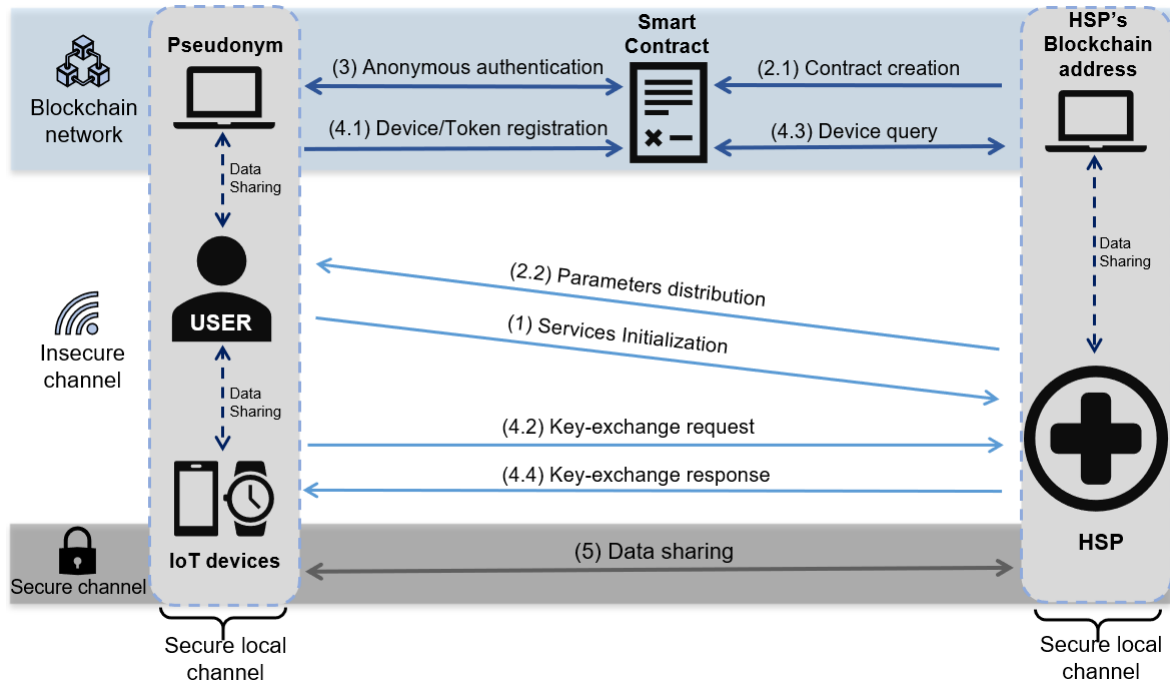 Pseudonym
Smart
Contract
HSP's
Blockchain
address
Blockchain
network
(3) Anonymous authentication
(2.1) Contract creation
(4.1) Device/Token registration
(4.3) Device query
Data
Sharing
Data
Sharing
USER
Insecure
channel
(2.2) Parameters distribution
(1) Services Initialization
Data
Sharing
(4.2) Key-exchange request
(4.4) Key-exchange response
IoT devices
HSP
Secure channel
(5) Data sharing
Secure local
channel
Secure local
channel